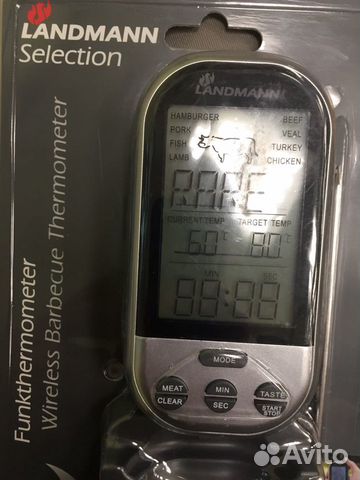 LANDMANN
Selection
Funkthermometer
Wireless Barbecue Thermometer
LANDMANN
HAMBURGER BEEF
PORK VEAL
FISH TURKEY
LAMB CHICKEN
RARE
CURRENT TEMP TARGET TEMP
60°C 80°C
MIN SEC
88:88
MODE
MEAT MIN TASTE
CLEAR SEC START STOP
Avito